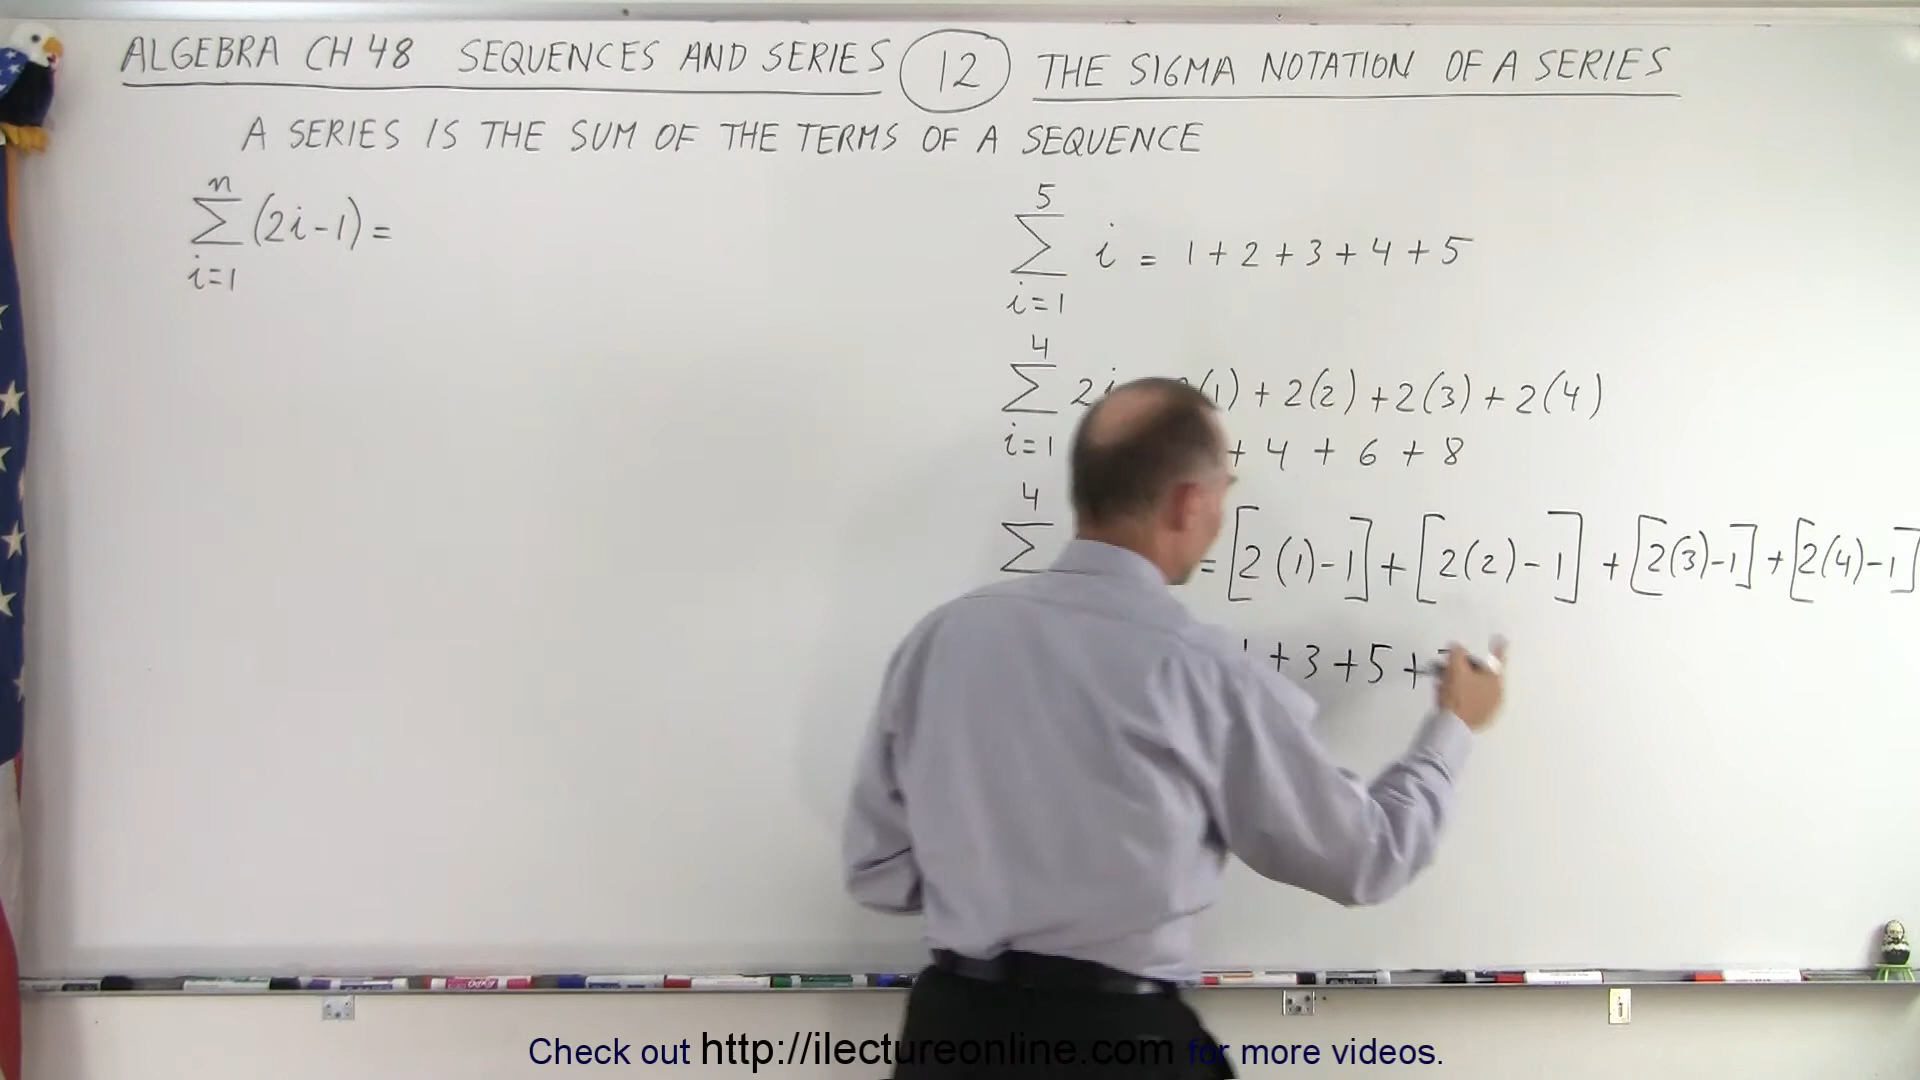 ALGEBRA CH 48 SEQUENCES AND SERIES 12 THE SIGMA NOTATION OF A SERIES
A SERIES IS THE SUM OF THE TERMS OF A SEQUENCE
n
Σ (2i-1) =
i=1
5
Σ i = 1+2+3+4+5
i=1
4
Σ 2i (1) + 2(2) + 2(3) + 2(4)
i=1 + 4 + 6 + 8
4
Σ = [2(1)-1] + [2(2)-1] + [2(3)-1] + [2(4)-1]
+3+5+
Check out http://ilectureonline.com for more videos.